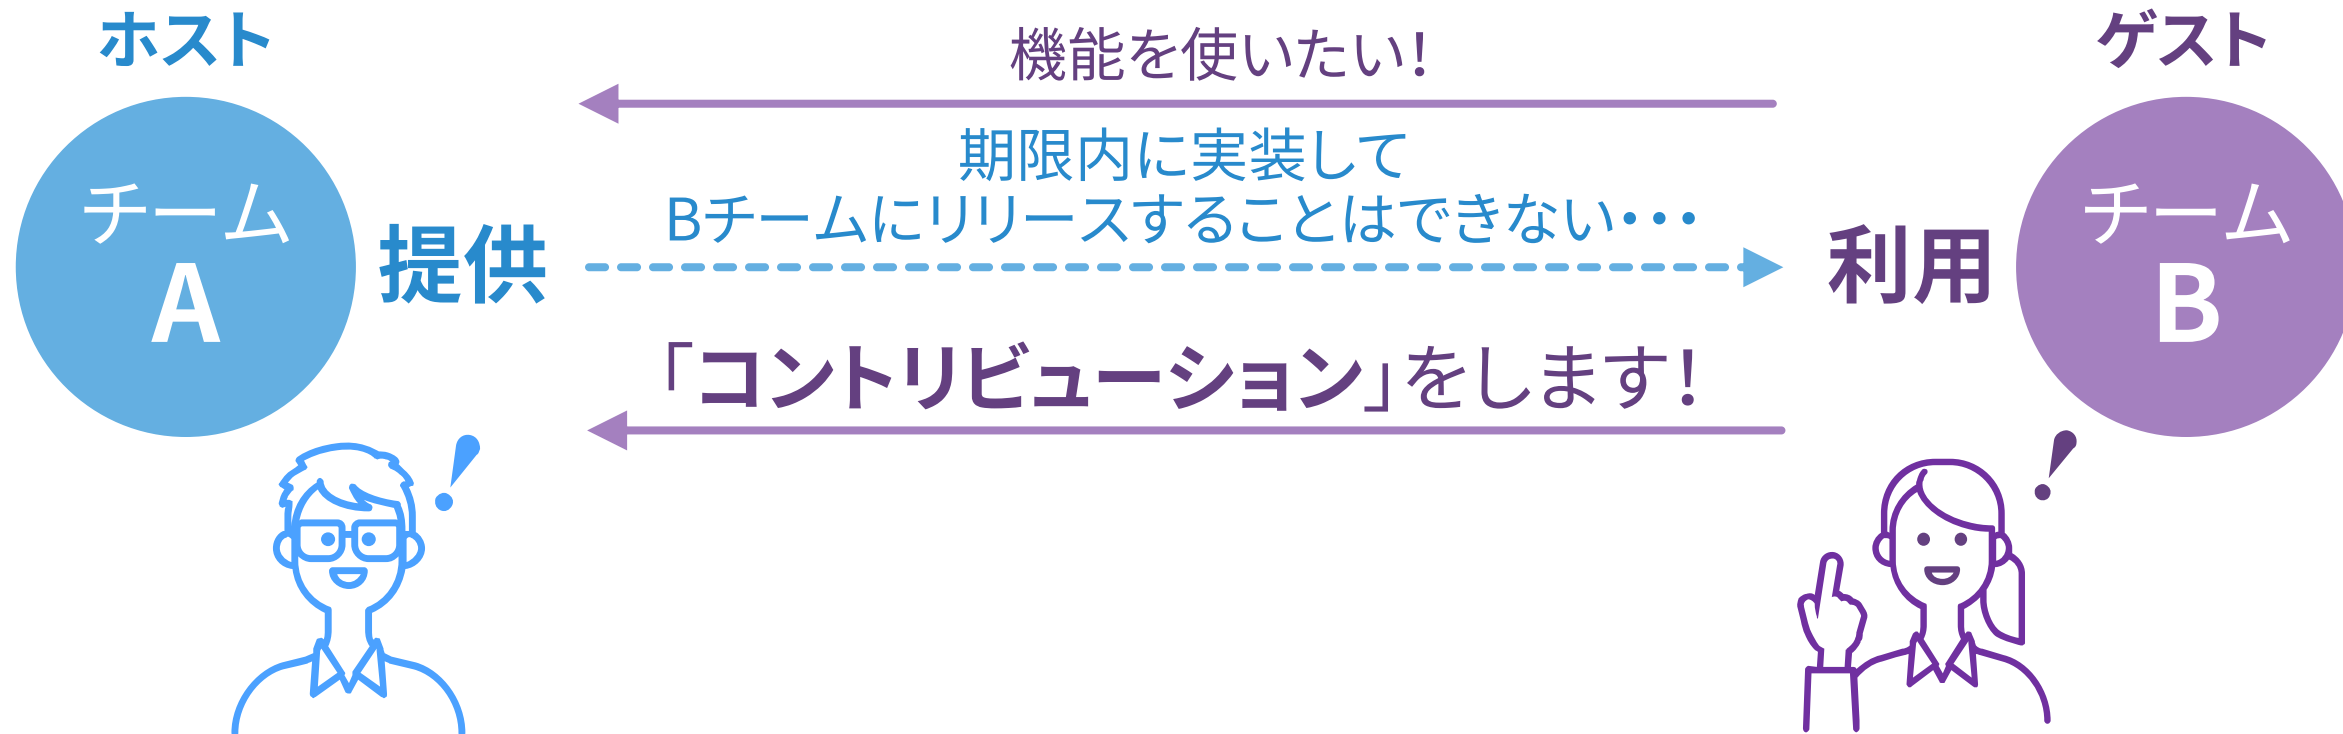 ホスト
チーム
A
提供
機能を使いたい！
期限内に実装して
Bチームにリリースすることはできない・・・
「コントリビューション」をします！
ゲスト
チーム
B
利用